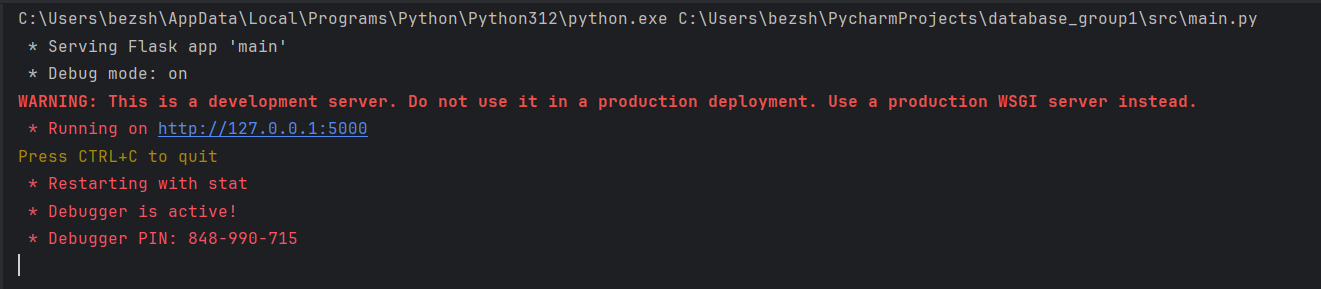 C:\Users\bezsh\AppData\Local\Programs\Python\Python312\python.exe C:\Users\bezsh\PycharmProjects\database_group1\src\main.py
 * Serving Flask app 'main'
 * Debug mode: on
WARNING: This is a development server. Do not use it in a production deployment. Use a production WSGI server instead.
 * Running on http://127.0.0.1:5000
Press CTRL+C to quit
 * Restarting with stat
 * Debugger is active!
 * Debugger PIN: 848-990-715